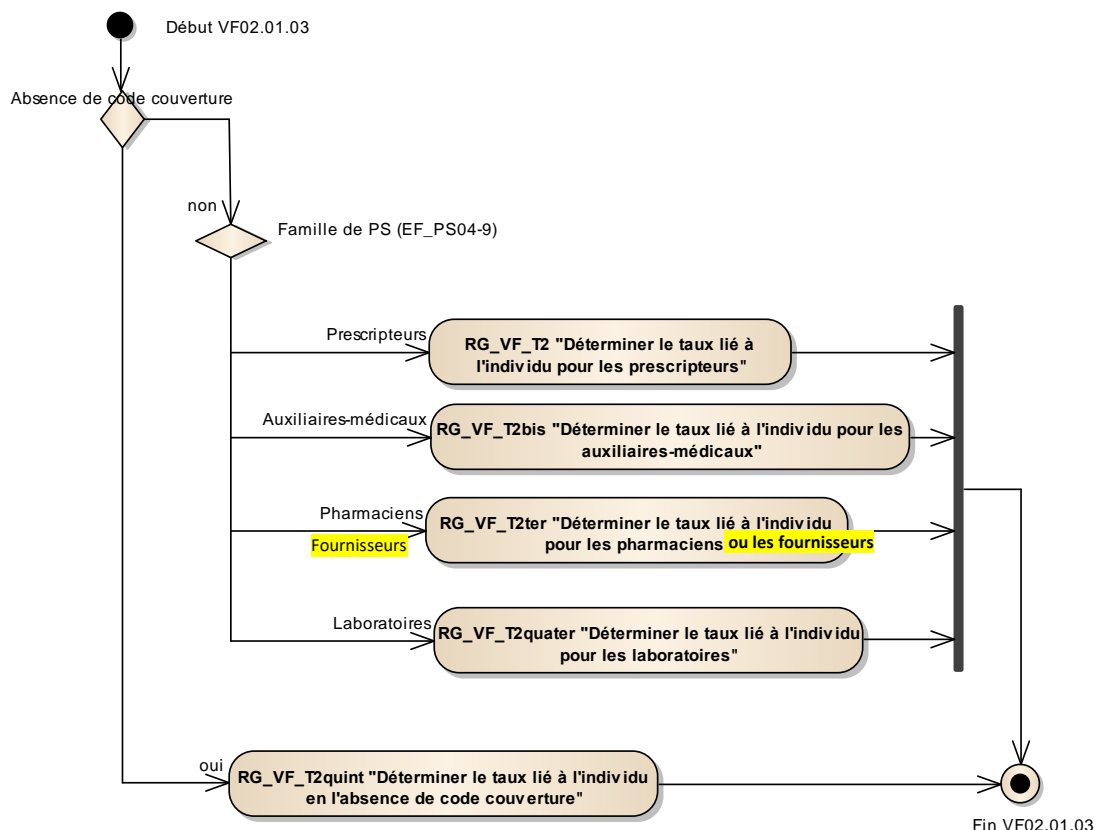 Début VF02.01.03
Absence de code couverture
non
Famille de PS (EF_PS04-9)
Prescripteurs
RG_VF_T2 "Déterminer le taux lié à
l'individu pour les prescripteurs"
Auxiliaires-médicaux
RG_VF_T2bis "Déterminer le taux lié à l'individu pour les
auxiliaires-médicaux"
Pharmaciens
Fournisseurs
RG_VF_T2ter "Déterminer le taux lié à l'individu
pour les pharmaciens ou les fournisseurs
Laboratoires
RG_VF_T2quater "Déterminer le taux lié à l'individu
pour les laboratoires"
oui
RG_VF_T2quint "Déterminer le taux lié à l'individu
en l'absence de code couverture"
Fin VF02.01.03